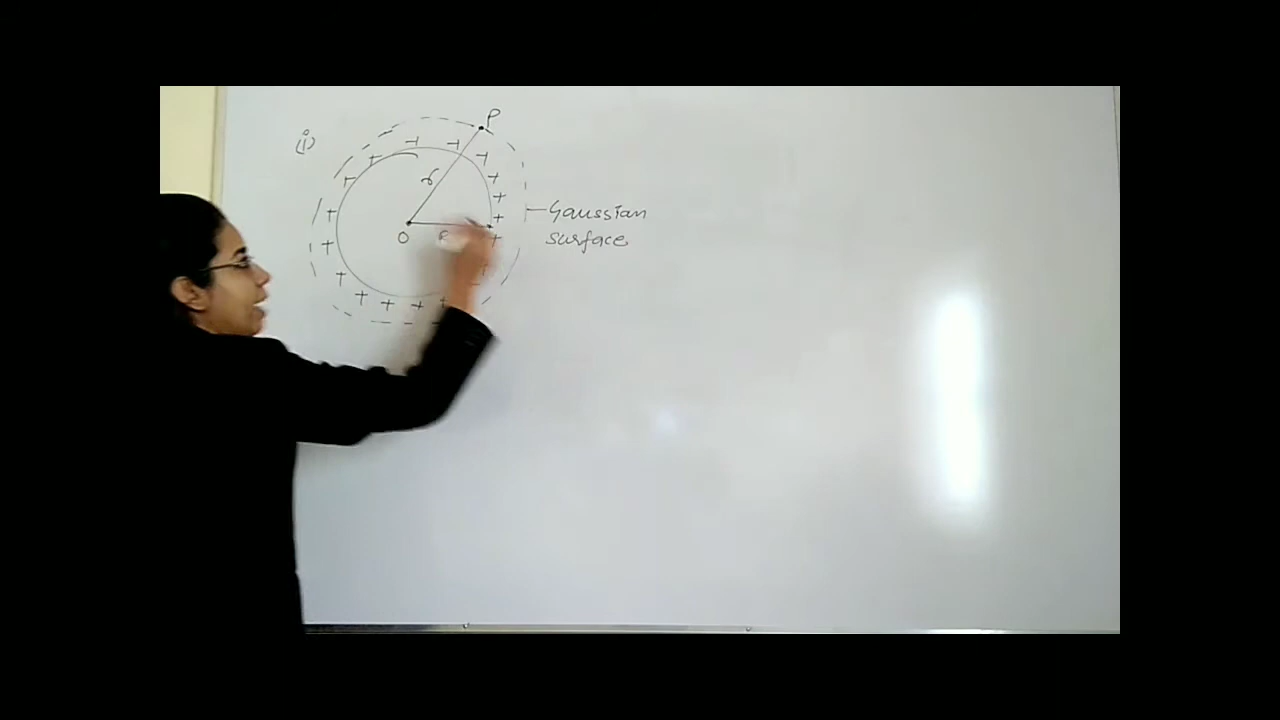 (i)
P
r
O
Gaussian
surface